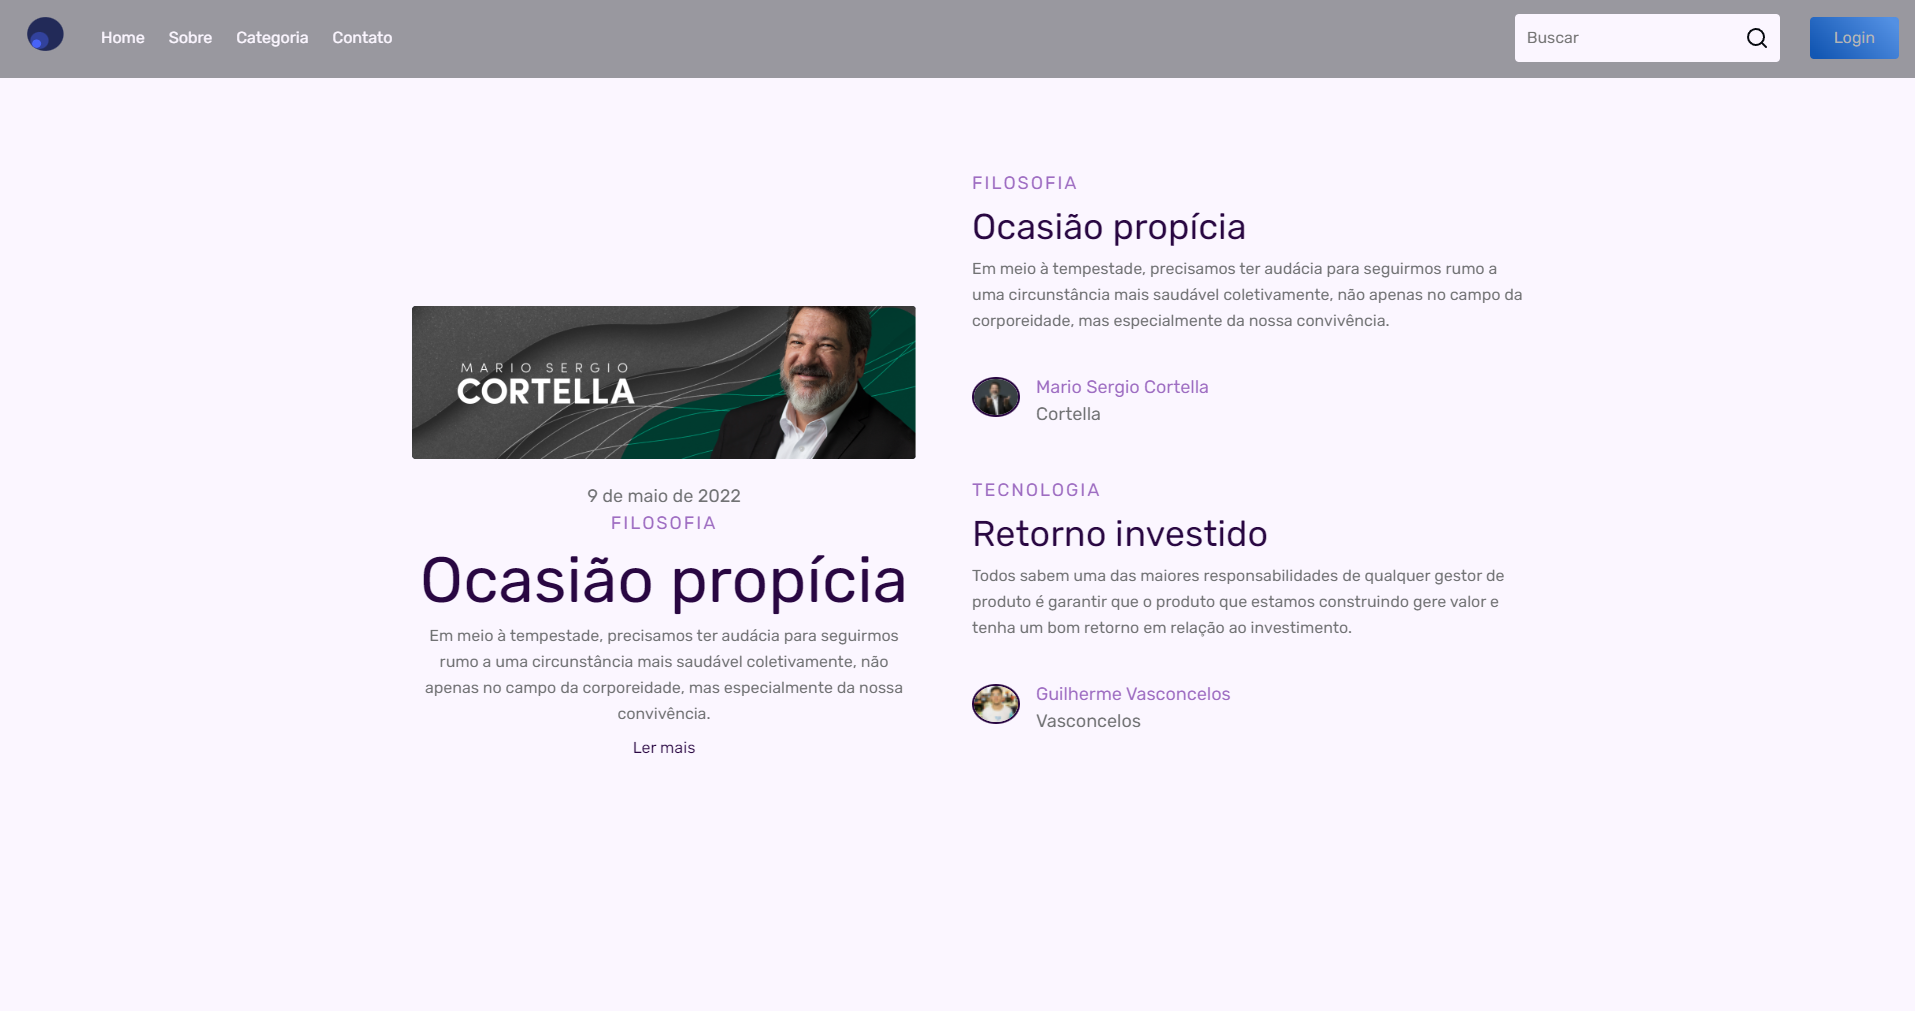 Home
Sobre
Categoria
Contato
Buscar
Login
MARIO SERGIO
CORTELLA
9 de maio de 2022
FILOSOFIA
Ocasião propícia
Em meio à tempestade, precisamos ter audácia para seguirmos
rumo a uma circunstância mais saudável coletivamente, não
apenas no campo da corporeidade, mas especialmente da nossa
convivência.
Ler mais
FILOSOFIA
Ocasião propícia
Em meio à tempestade, precisamos ter audácia para seguirmos rumo a
uma circunstância mais saudável coletivamente, não apenas no campo da
corporeidade, mas especialmente da nossa convivência.
Mario Sergio Cortella
Cortella
TECNOLOGIA
Retorno investido
Todos sabem uma das maiores responsabilidades de qualquer gestor de
produto é garantir que o produto que estamos construindo gere valor e
tenha um bom retorno em relação ao investimento.
Guilherme Vasconcelos
Vasconcelos